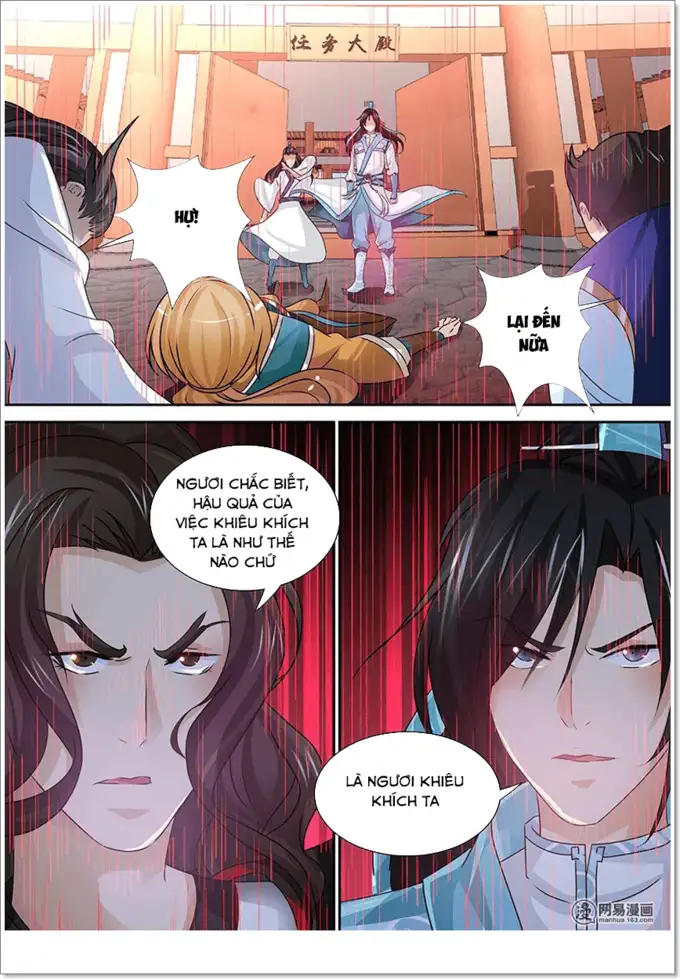 任务大殿
HỰ!
LẠI ĐẾN
NỮA
NGƯƠI CHẮC BIẾT,
HẬU QUẢ CỦA
VIỆC KHIÊU KHÍCH
TA LÀ NHƯ THẾ
NÀO CHỨ
LÀ NGƯƠI KHIÊU
KHÍCH TA
网易漫画
manhua.163.com